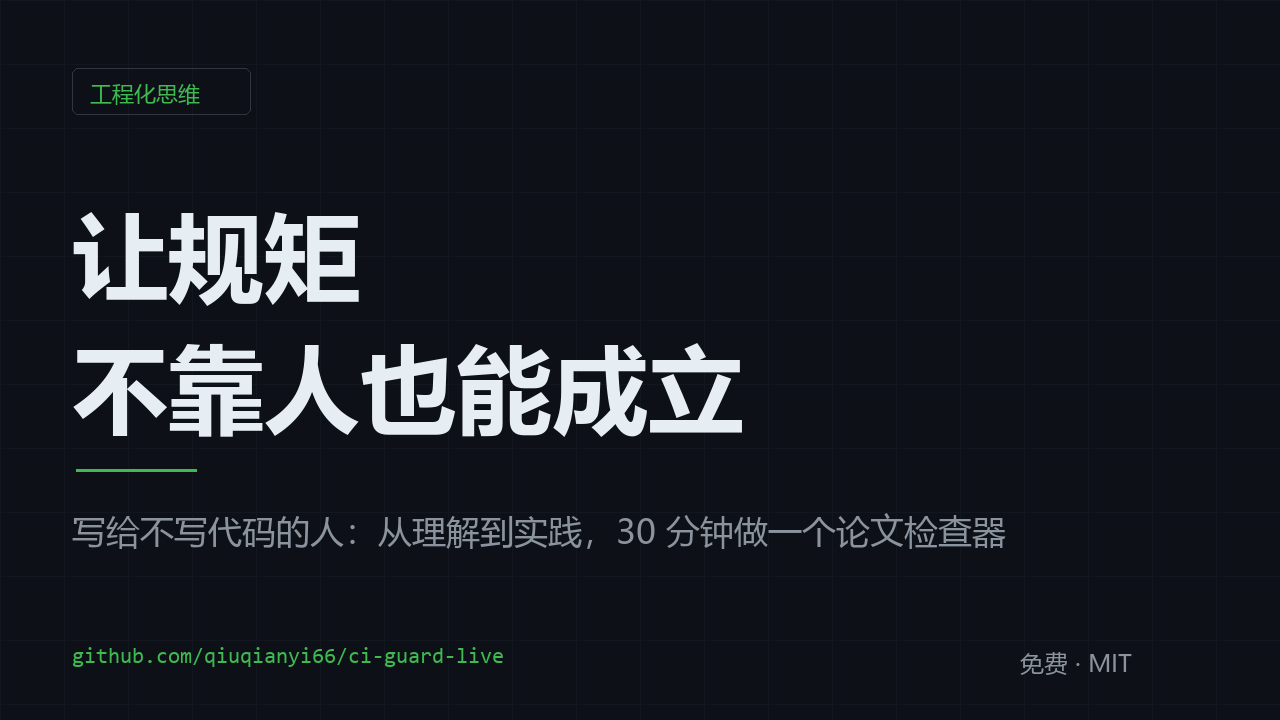 工程化思维
让规矩
不靠人也能成立
写给不写代码的人：从理解到实践，30 分钟做一个论文检查器
github.com/qiuqianyi66/ci-guard-live
免费 · MIT